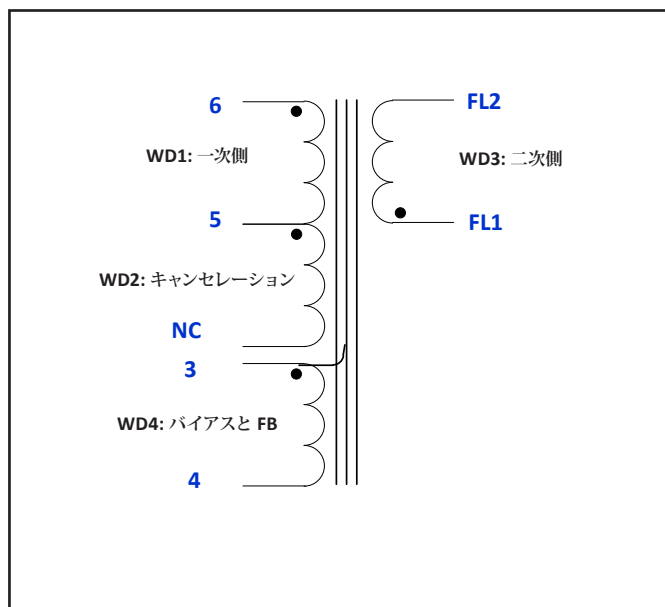 6
FL2
WD1: 一次側
WD3: 二次側
5
FL1
WD2: キャンセレーション
NC
3
WD4: バイアスと FB
4